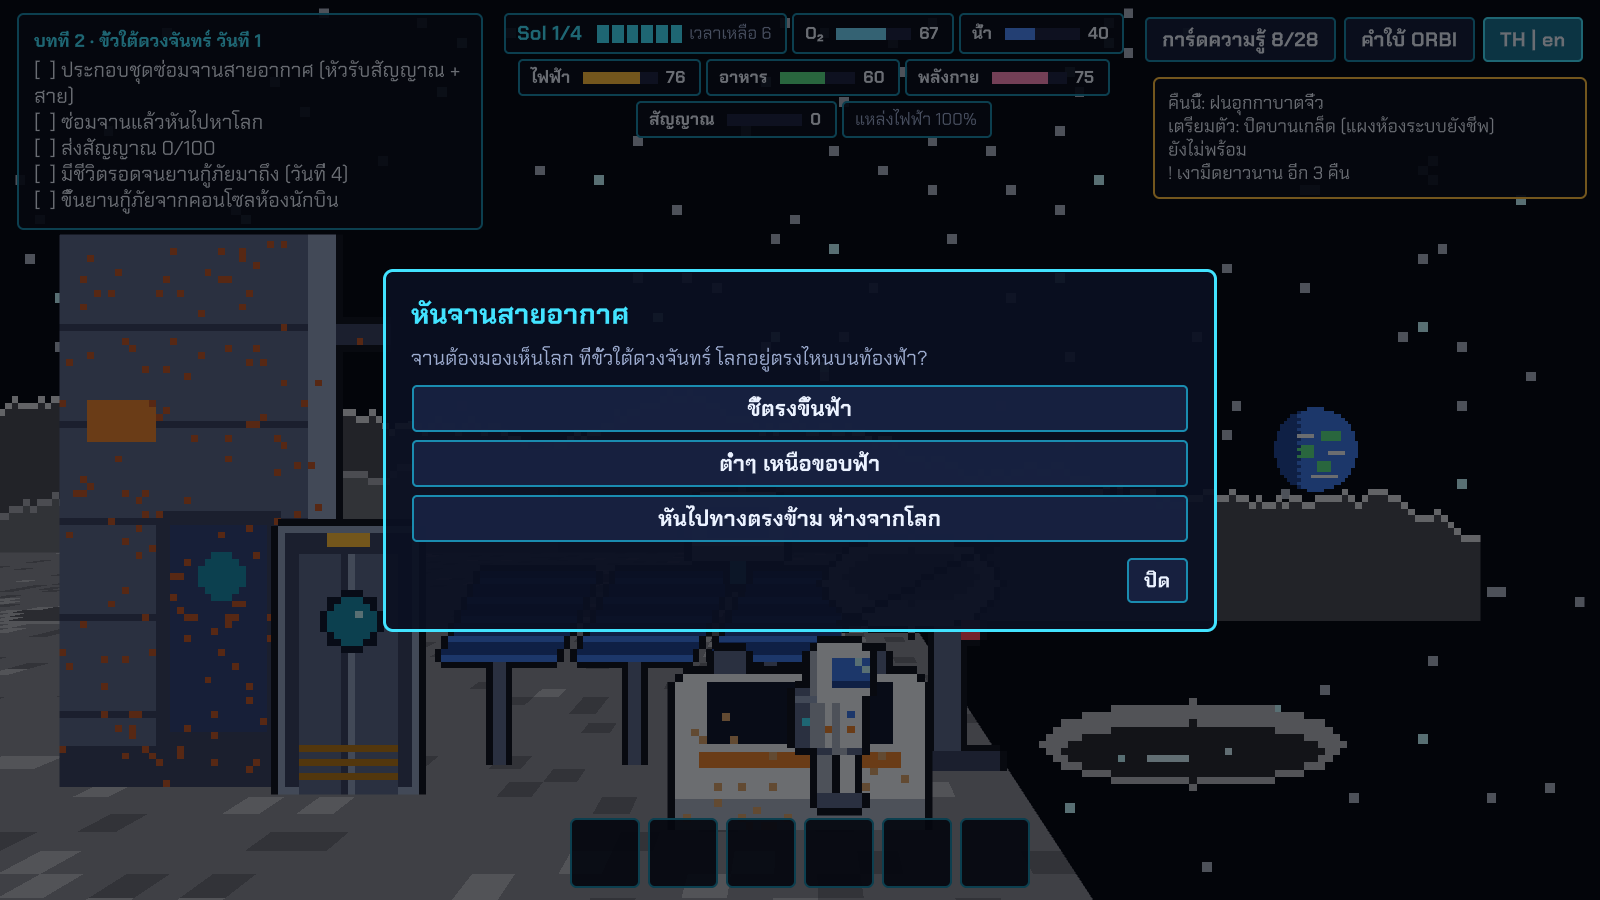 บทที่ 2 · ขั้วใต้ดวงจันทร์ วันที่ 1
[ ] ประกอบชุดซ่อมจานสายอากาศ (หัวรับสัญญาณ +
สาย)
[ ] ซ่อมจานแล้วหันไปหาโลก
[ ] ส่งสัญญาณ 0/100
[ ] มีชีวิตรอดจนยานกู้ภัยมาถึง (วันที่ 4)
[ ] ขึ้นยานกู้ภัยจากคอนโซลห้องนักบิน
Sol 1/4 เวลาเหลือ 6
O₂ 67
น้ำ 40
ไฟฟ้า 76
อาหาร 60
พลังกาย 75
สัญญาณ 0
แหล่งไฟฟ้า 100%
การ์ดความรู้ 8/28
คำใบ้ ORBI
TH | en
คืนนี้: ฝนอุกกาบาตจิ๋ว
เตรียมตัว: ปิดบานเกล็ด (แผงห้องระบบยังชีพ)
ยังไม่พร้อม
! เงามืดยาวนาน อีก 3 คืน
หันจานสายอากาศ
จานต้องมองเห็นโลก ที่ขั้วใต้ดวงจันทร์ โลกอยู่ตรงไหนบนท้องฟ้า?
ชี้ตรงขึ้นฟ้า
ต่ำๆ เหนือขอบฟ้า
หันไปทางตรงข้าม ห่างจากโลก
ปิด